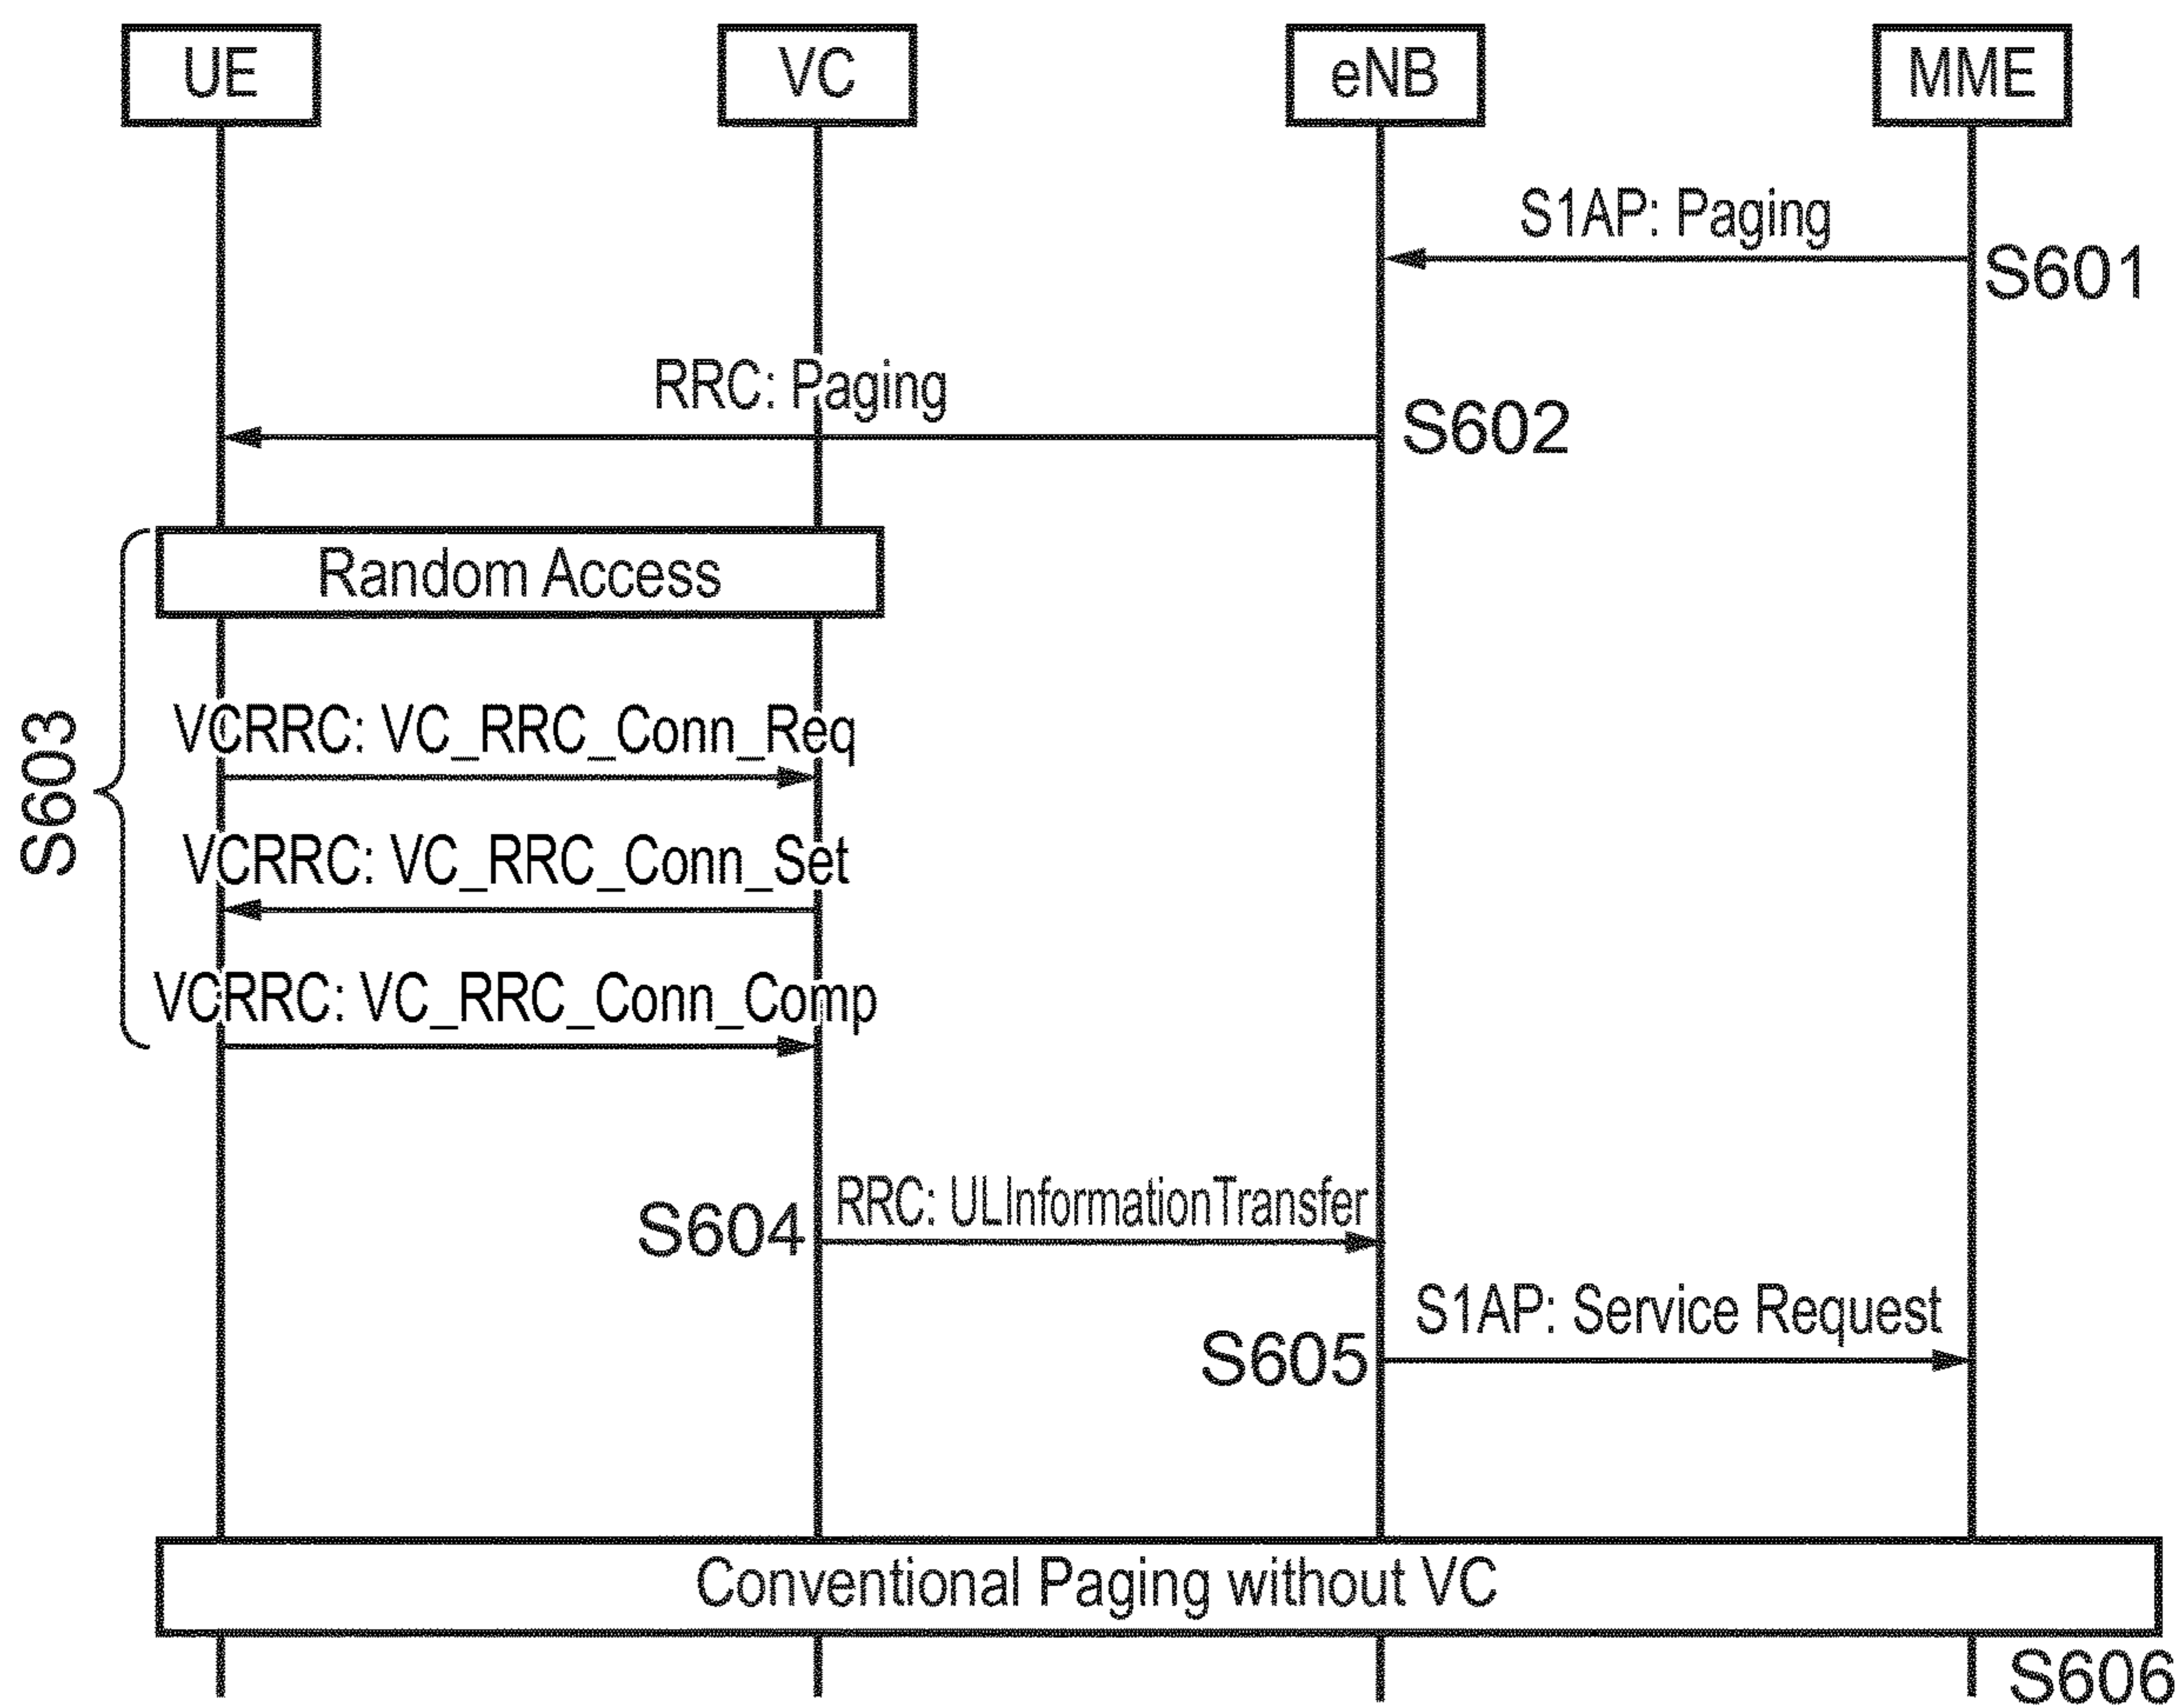 UE
VC
eNB
MME
S1AP: Paging
S601
RRC: Paging
S602
Random Access
S603
VCRRC: VC_RRC_Conn_Req
VCRRC: VC_RRC_Conn_Set
VCRRC: VC_RRC_Conn_Comp
S604
RRC: ULInformationTransfer
S605
S1AP: Service Request
Conventional Paging without VC
S606